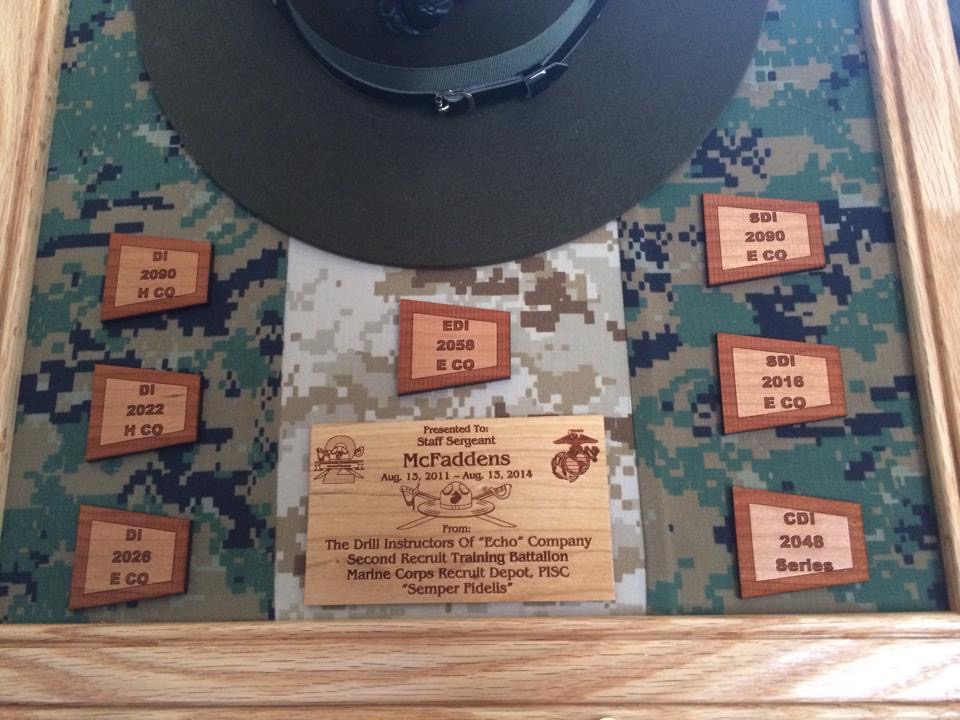 DI
2090
H CO
DI
2022
H CO
DI
2026
E CO
EDI
2058
E CO
SDI
2090
E CO
SDI
2016
E CO
CDI
2048
Series
Presented To:
Staff Sergeant
McFaddens
Aug. 13, 2011 ~ Aug. 13, 2014
From:
The Drill Instructors Of "Echo" Company
Second Recruit Training Battalion
Marine Corps Recruit Depot, PISC
"Semper Fidelis"